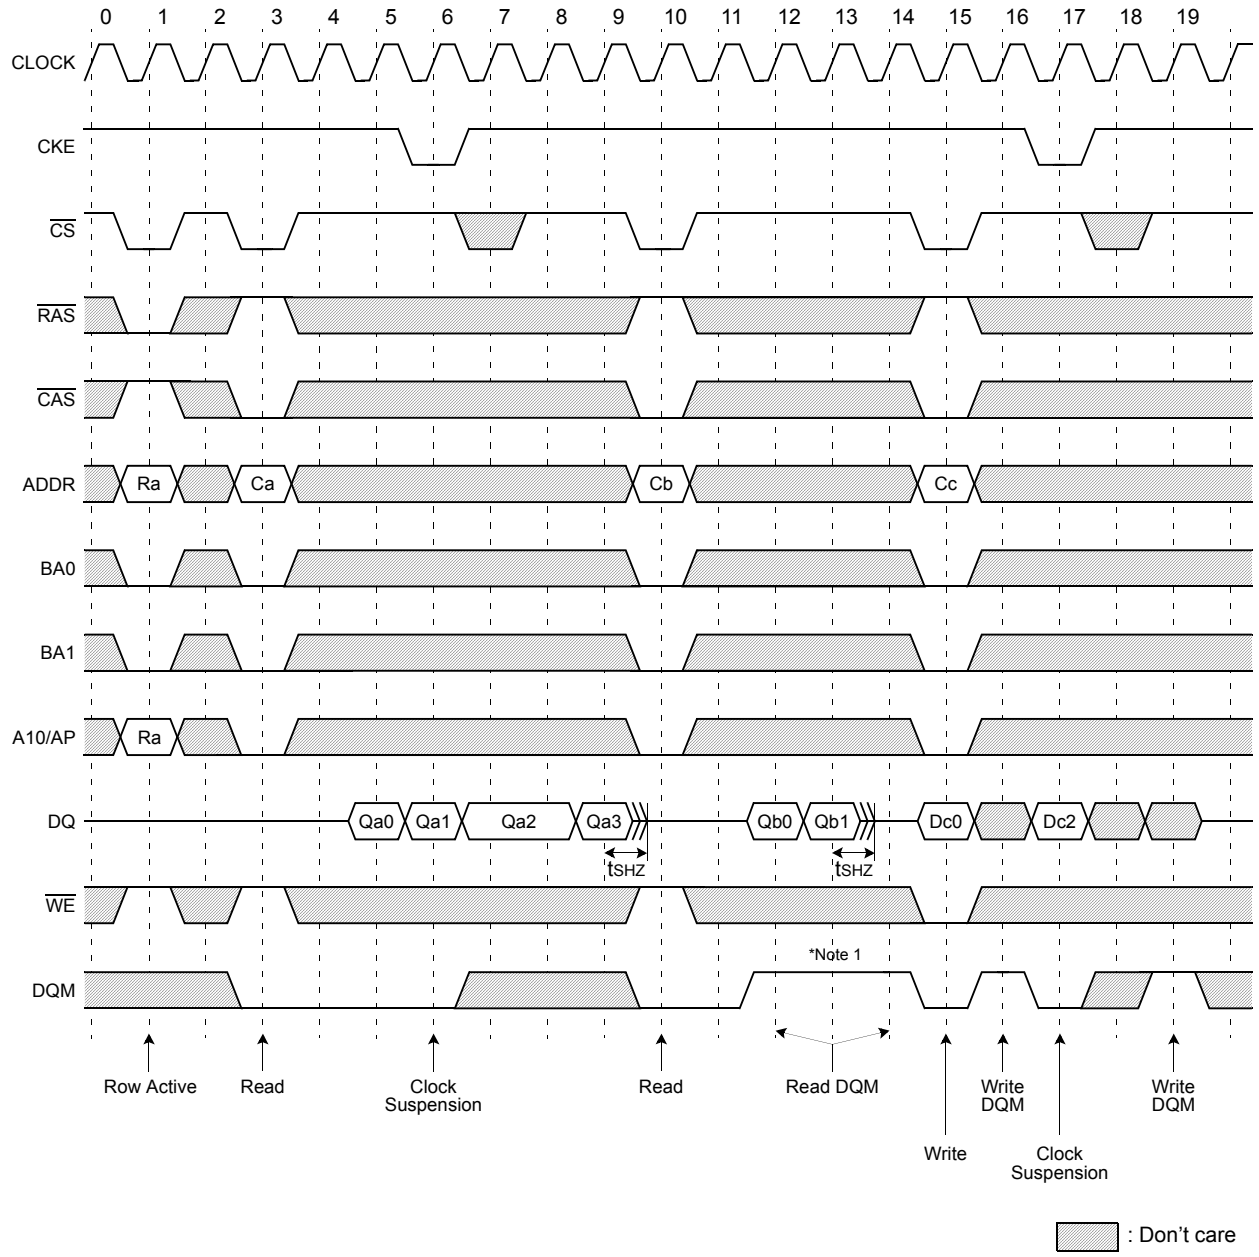 0 1 2 3 4 5 6 7 8 9 10 11 12 13 14 15 16 17 18 19
CLOCK
CKE
CS
RAS
CAS
ADDR Ra Ca Cb Cc
BA0
BA1
A10/AP Ra
DQ Qa0 Qa1 Qa2 Qa3 Qb0 Qb1 Dc0 Dc2
tSHZ tSHZ
WE
*Note 1
DQM
Row Active Read Clock Suspension Read Read DQM Write DQM Write DQM
Write Clock Suspension
: Don't care